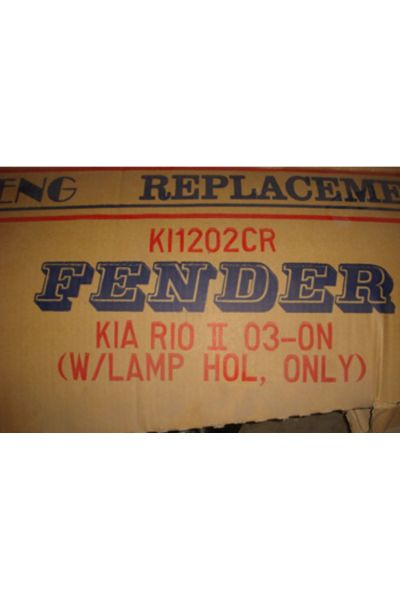 ENG REPLACEME
KI1202CR
FENDER
KIA RIO II 03-ON
(W/LAMP HOL, ONLY)